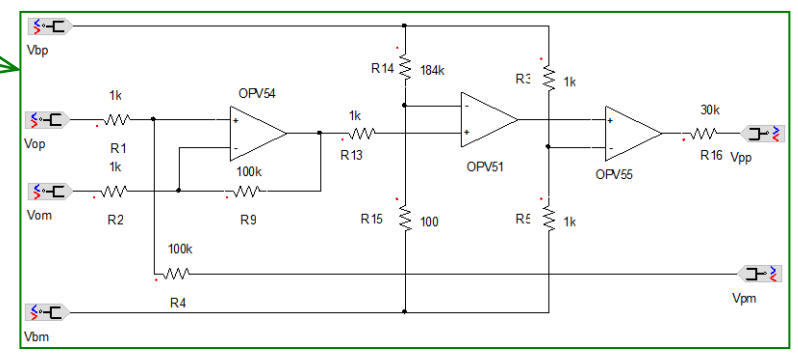 Vbp
R14
184k
R3
1k
1k
OPV54
Vop
R1
1k
1k
R13
OPV51
OPV55
30k
R16
Vpp
Vom
R2
100k
R9
R15
100
R5
1k
100k
R4
Vpm
Vbm